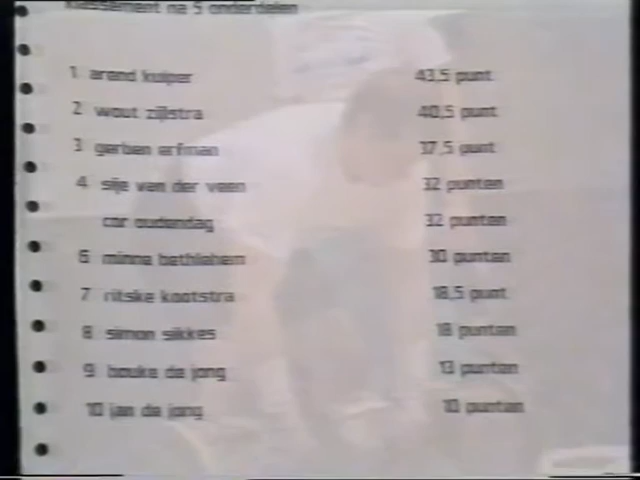 klassement na 5 onderdelen
1 arend kuiper 43,5 punt
2 wout zijlstra 40,5 punt
3 gerben erfman 37,5 punt
4 sije van der veen 32 punten
cor oudendag 32 punten
6 minne bethlehem 30 punten
7 ritske kootstra 18,5 punt
8 simon sikkes 18 punten
9 bouke de jong 13 punten
10 jan de jong 10 punten